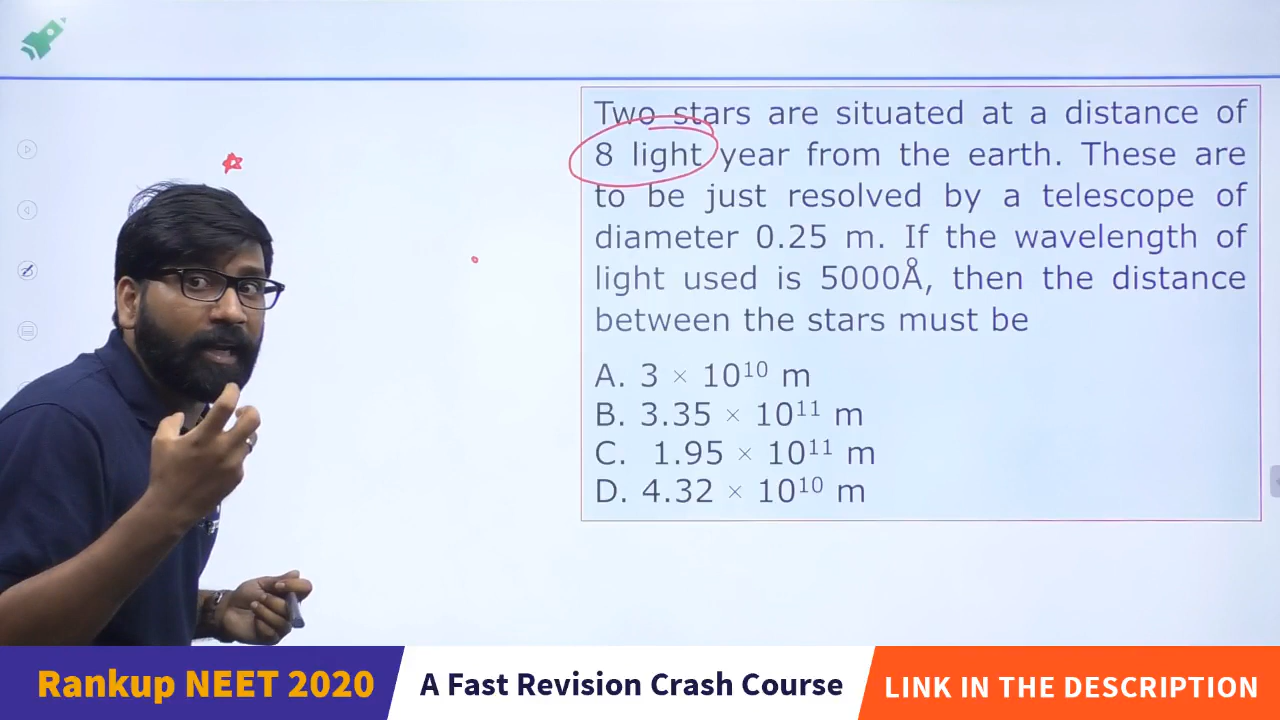 Two stars are situated at a distance of
8 light year from the earth. These are
to be just resolved by a telescope of
diameter 0.25 m. If the wavelength of
light used is 5000Å, then the distance
between the stars must be
A. 3 × 10¹⁰ m
B. 3.35 × 10¹¹ m
C. 1.95 × 10¹¹ m
D. 4.32 × 10¹⁰ m
Rankup NEET 2020
A Fast Revision Crash Course
LINK IN THE DESCRIPTION